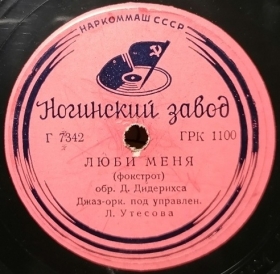 НАРКОММАШ СССР
Ногинский завод
Г 7342 ГРК 1100
ЛЮБИ МЕНЯ
(фокстрот)
обр. Д. Дидерихса
Джаз-орк. под управлен.
Л. Утесова